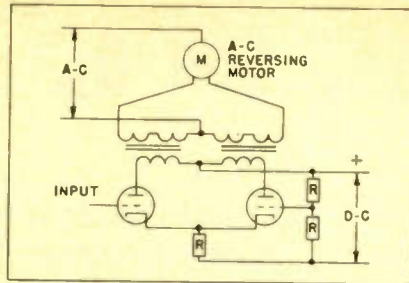 A-C
M
A-C
REVERSING
MOTOR
INPUT
+
R
R
R
D-C